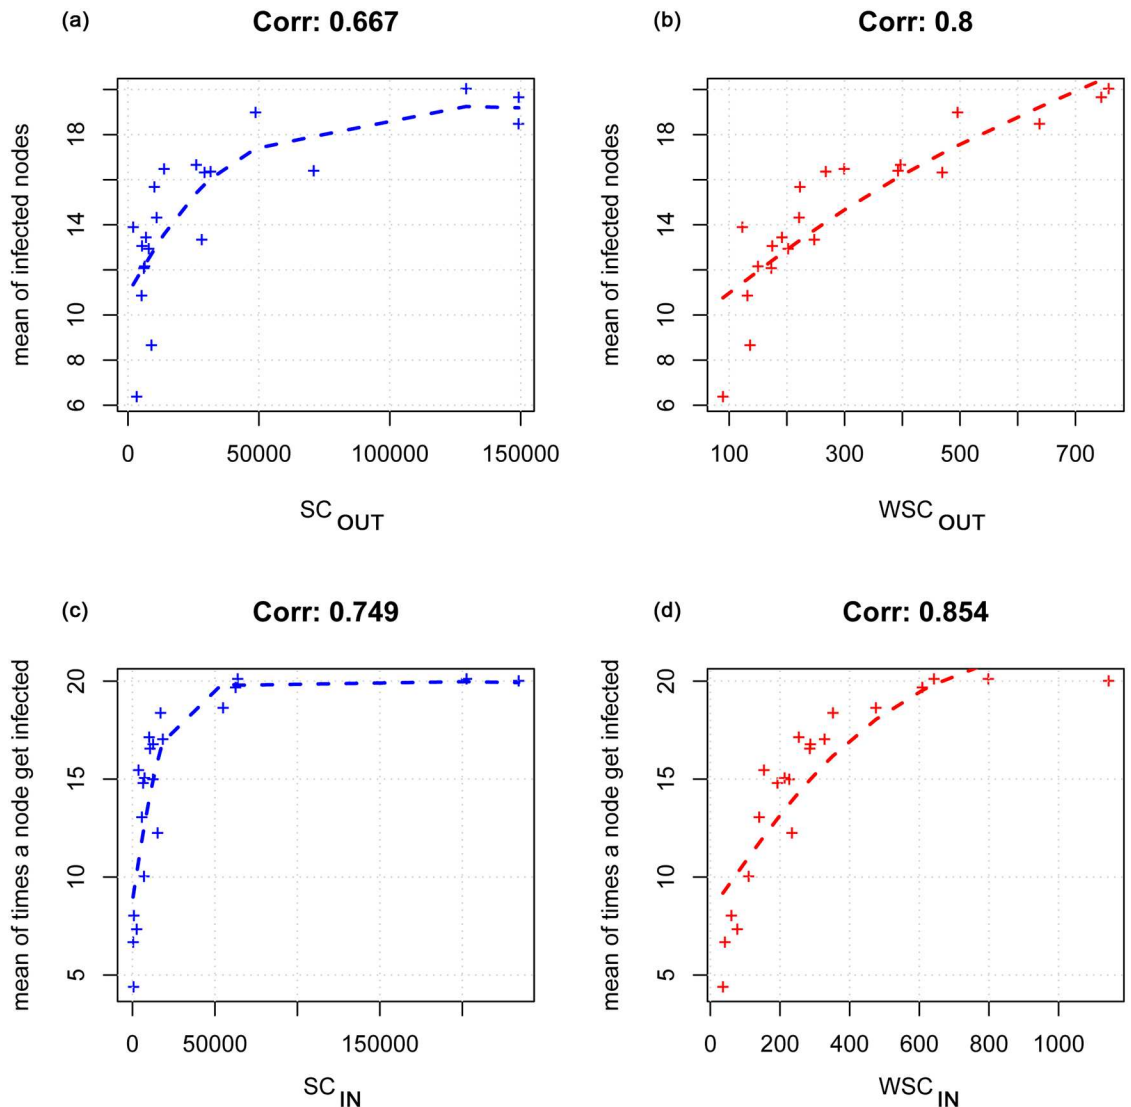 (a) Corr: 0.667
mean of infected nodes
18
14
10
8
6
0 50000 100000 150000
SC OUT
(b) Corr: 0.8
mean of infected nodes
18
14
10
8
6
100 300 500 700
WSC OUT
(c) Corr: 0.749
mean of times a node get infected
20
15
10
5
0 50000 150000
SC IN
(d) Corr: 0.854
mean of times a node get infected
20
15
10
5
0 200 400 600 800 1000
WSC IN